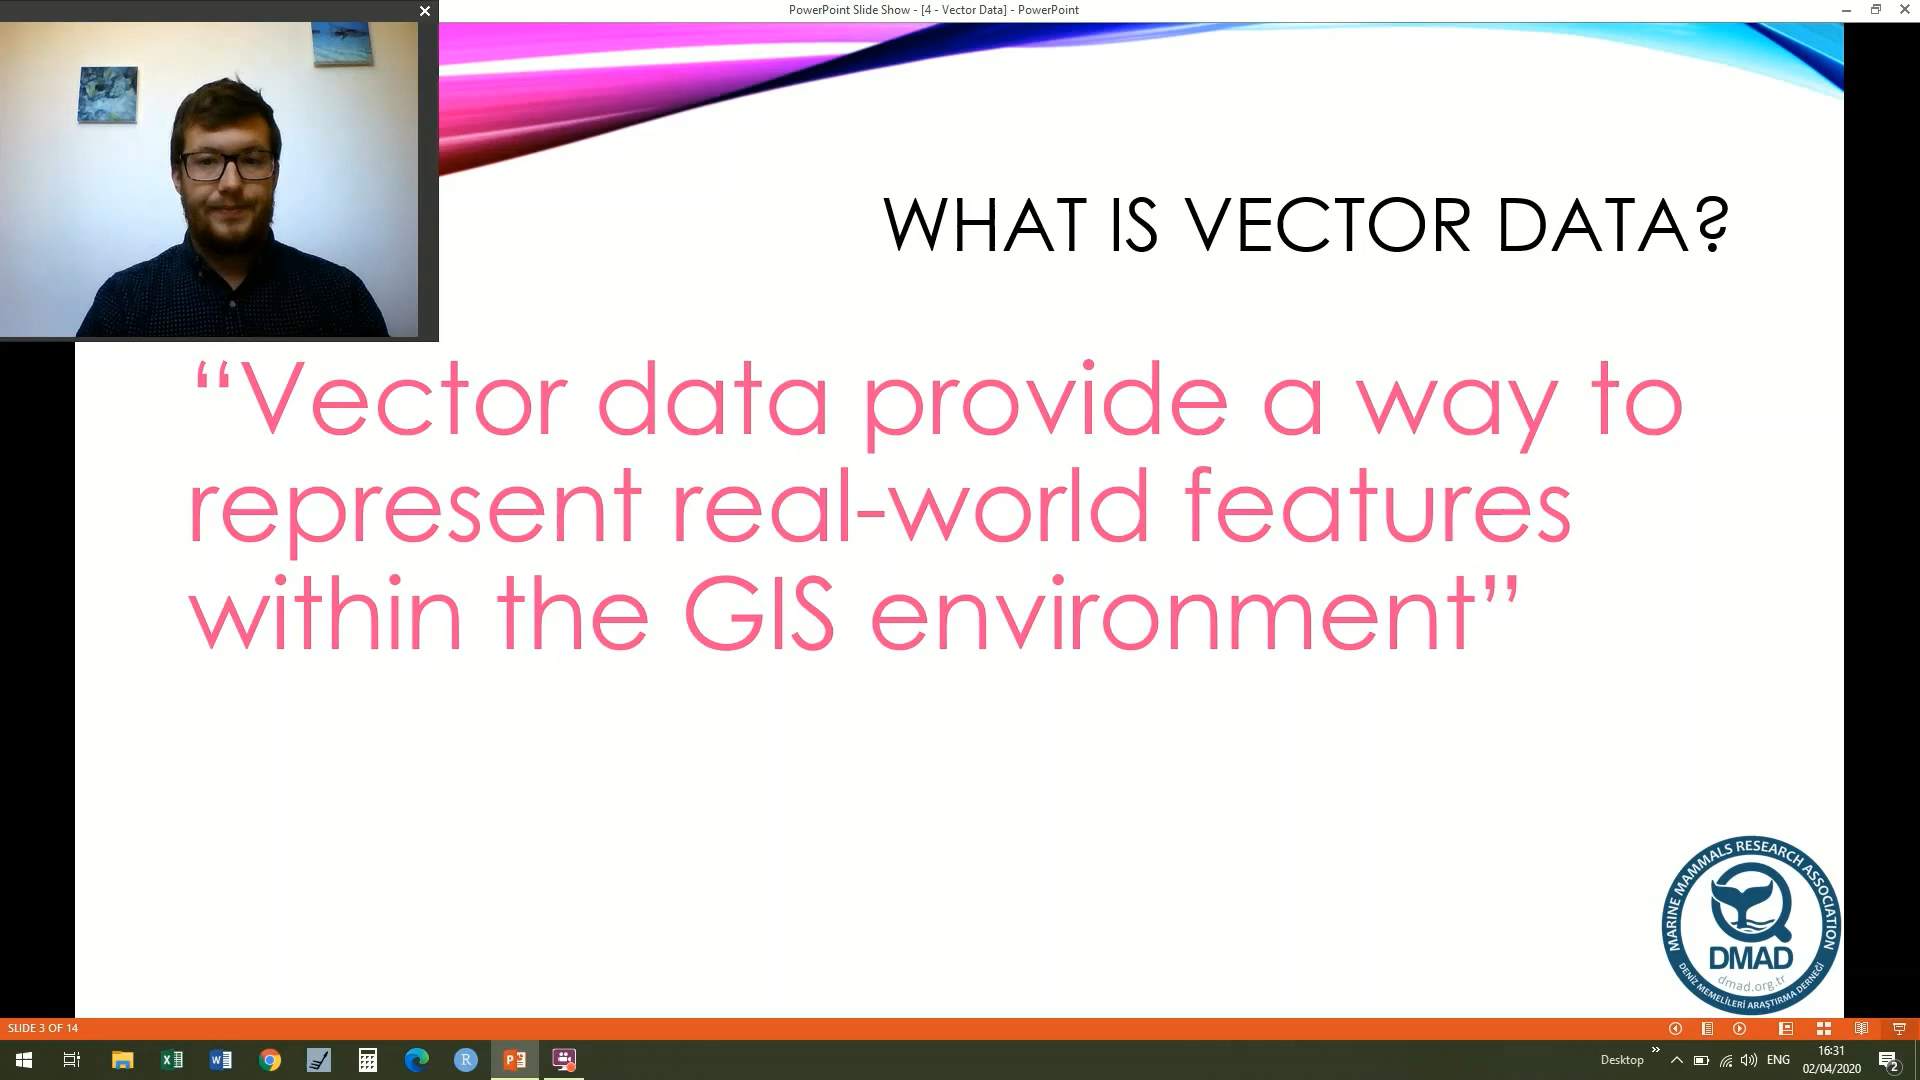 PowerPoint Slide Show - [4 - Vector Data] - PowerPoint
WHAT IS VECTOR DATA?
“Vector data provide a way to
represent real-world features
within the GIS environment”
MARINE MAMMALS RESEARCH ASSOCIATION
DMAD
dmad.org.tr
DENİZ MEMELİLERİ ARAŞTIRMA DERNEĞİ
SLIDE 3 OF 14
Desktop
ENG
16:31
02/04/2020
2